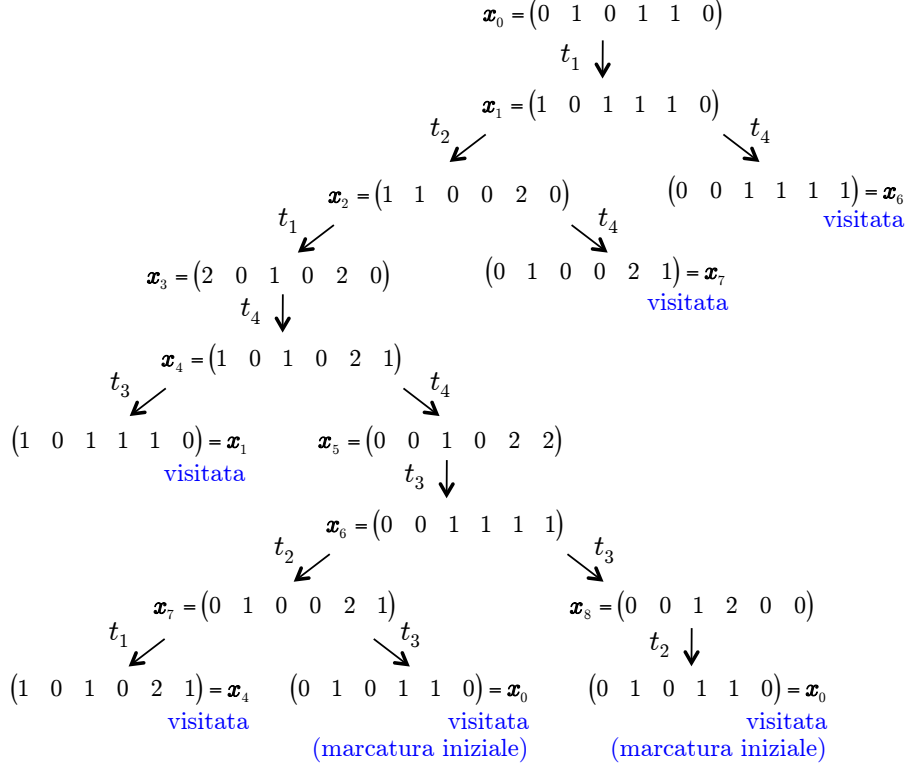 x₀ = (0 1 0 1 1 0)
t₁
x₁ = (1 0 1 1 1 0)
t₂
t₄
x₂ = (1 1 0 0 2 0)
(0 0 1 1 1 1) = x₆
visitata
t₁
t₄
x₃ = (2 0 1 0 2 0)
(0 1 0 0 2 1) = x₇
visitata
t₄
x₄ = (1 0 1 0 2 1)
t₃
t₄
(1 0 1 1 1 0) = x₁
visitata
x₅ = (0 0 1 0 2 2)
t₃
x₆ = (0 0 1 1 1 1)
t₂
t₃
x₇ = (0 1 0 0 2 1)
x₈ = (0 0 1 2 0 0)
t₁
t₃
t₂
(1 0 1 0 2 1) = x₄
visitata
(0 1 0 1 1 0) = x₀
visitata
(marcatura iniziale)
(0 1 0 1 1 0) = x₀
visitata
(marcatura iniziale)